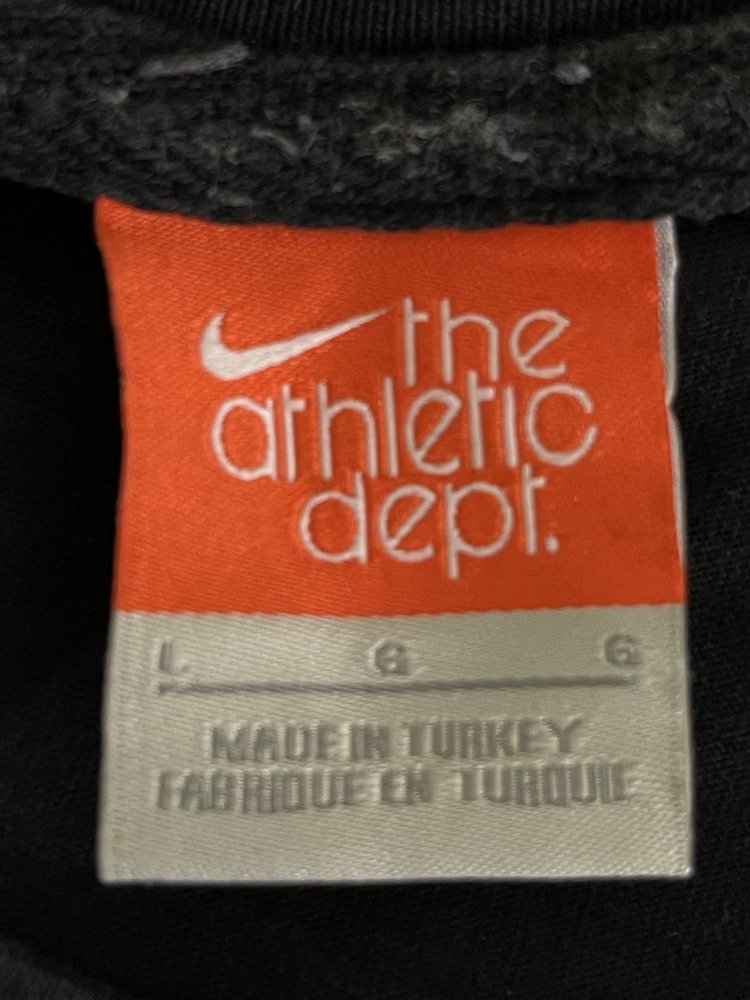 the
athletic
dept.
L G G
MADE IN TURKEY
FABRIQUE EN TURQUIE